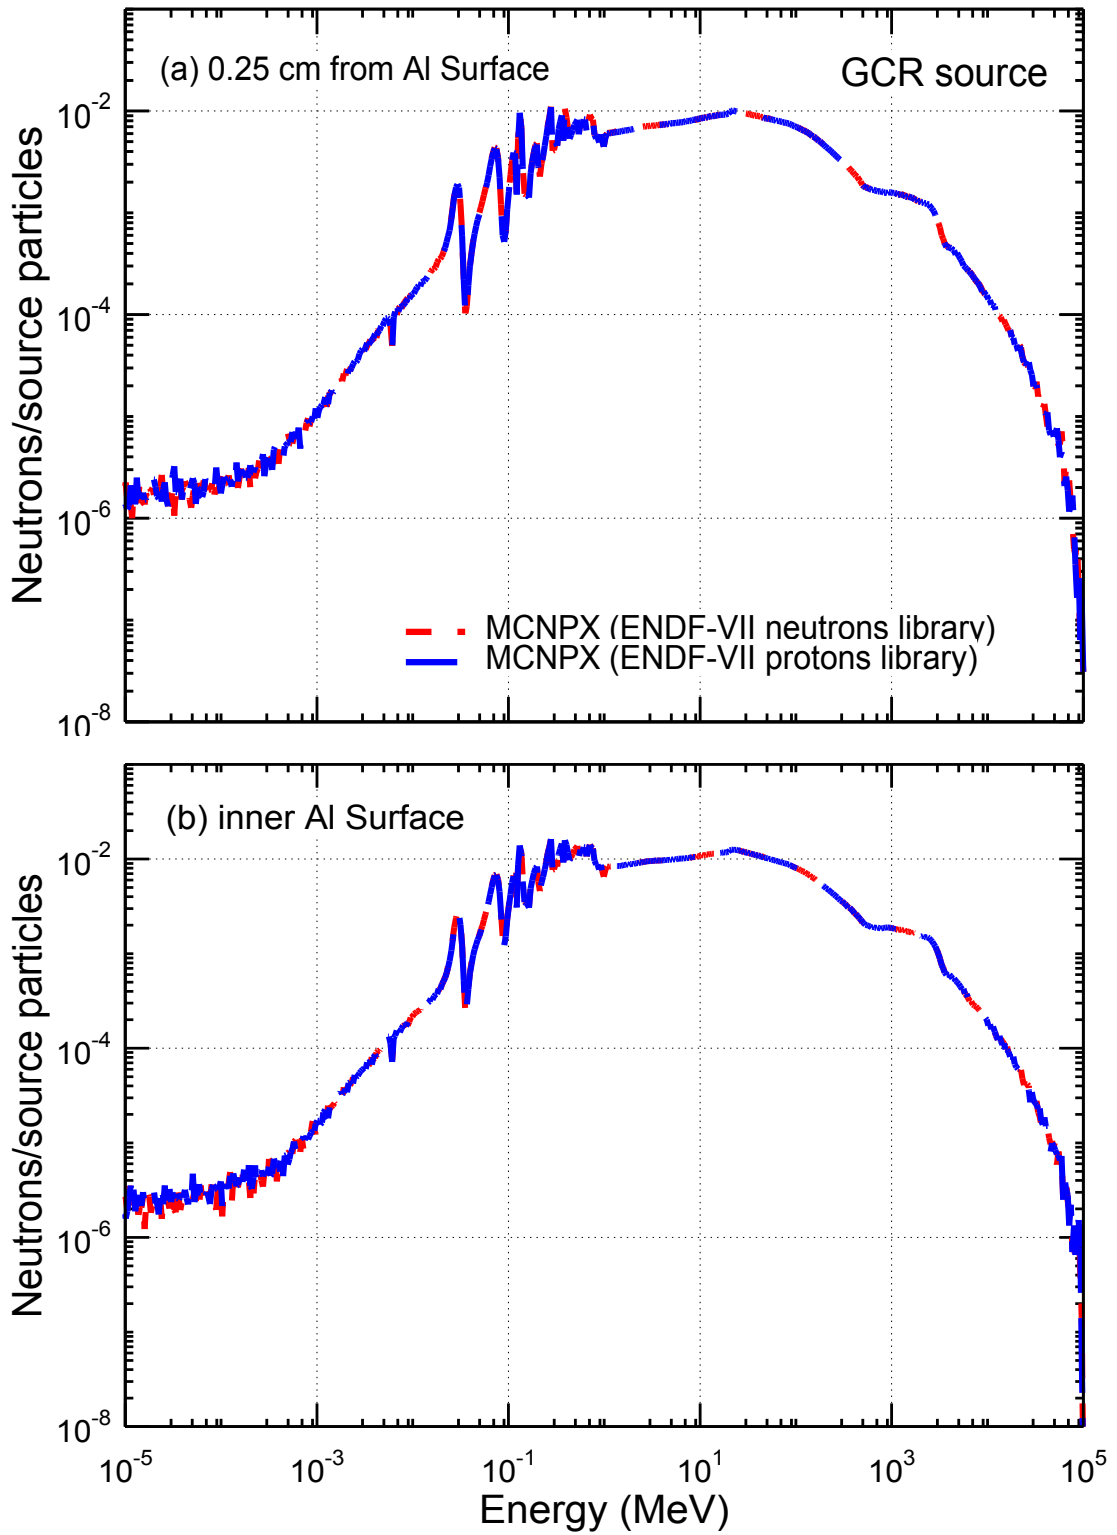 (a) 0.25 cm from Al Surface
GCR source
Neutrons/source particles
10-2
10-4
10-6
10-8
MCNPX (ENDF-VII neutrons library)
MCNPX (ENDF-VII protons library)
(b) inner Al Surface
Neutrons/source particles
10-2
10-4
10-6
10-8
10-5 10-3 10-1 101 103 105
Energy (MeV)